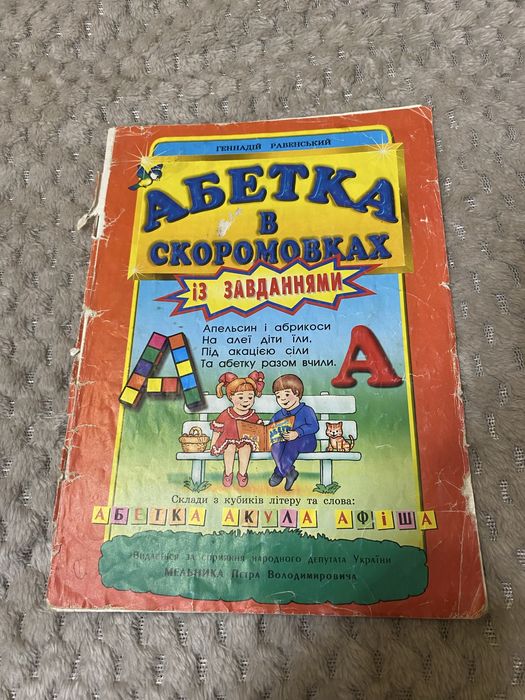 ГЕННАДІЙ РАВЕНСЬКИЙ
АБЕТКА
В
СКОРОМОВКАХ
ІЗ ЗАВДАННЯМИ
Апельсин і абрикоси
На алеї діти їли.
Під акацією сіли
Та абетку разом вчили.
А
А
АБЕТКА
Склади з кубиків літеру та слова:
АБЕТКА АКУЛА АФІША
Видається за сприяння народного депутата України
МЕЛЬНИКА Петра Володимировича